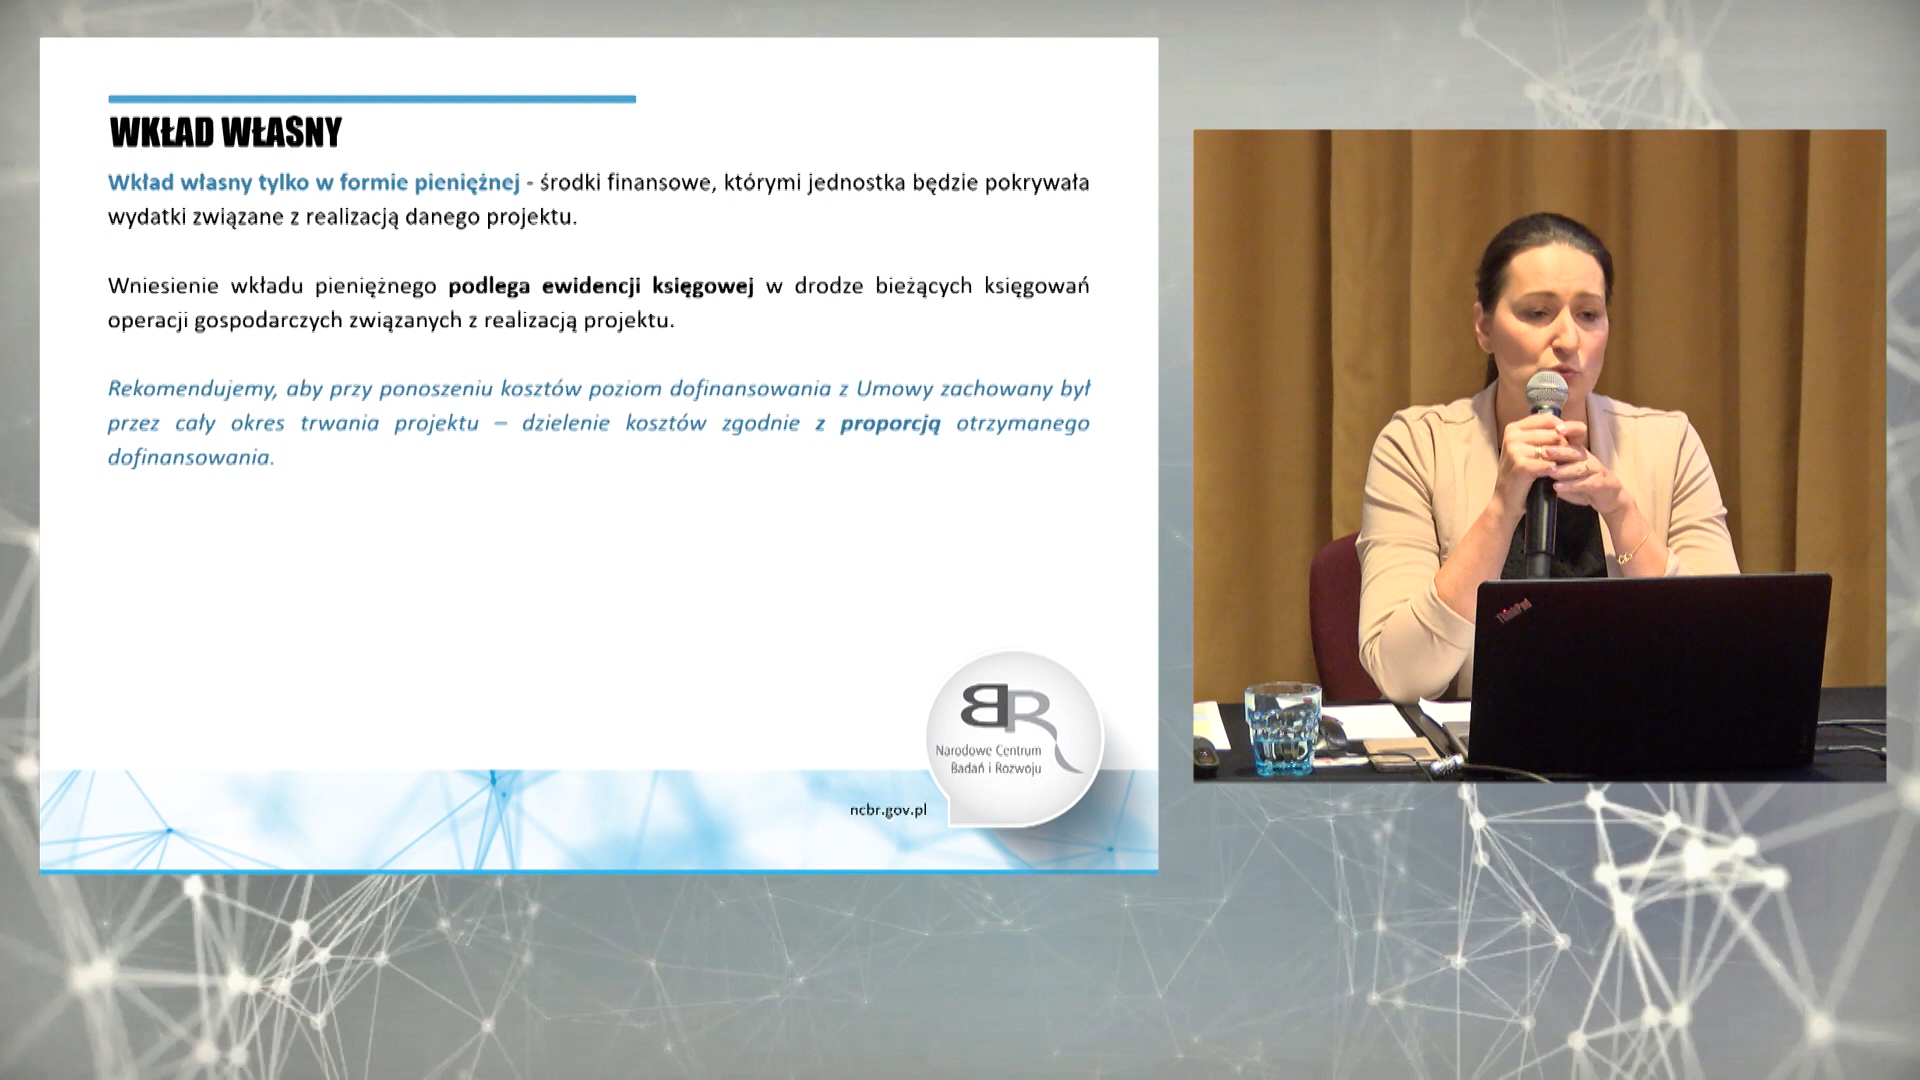 WKŁAD WŁASNY
Wkład własny tylko w formie pieniężnej - środki finansowe, którymi jednostka będzie pokrywała
wydatki związane z realizacją danego projektu.
Wniesienie wkładu pieniężnego podlega ewidencji księgowej w drodze bieżących księgowań
operacji gospodarczych związanych z realizacją projektu.
Rekomendujemy, aby przy ponoszeniu kosztów poziom dofinansowania z Umowy zachowany był
przez cały okres trwania projektu – dzielenie kosztów zgodnie z proporcją otrzymanego
dofinansowania.
BR
Narodowe Centrum
Badań i Rozwoju
ncbr.gov.pl
ThinkPad